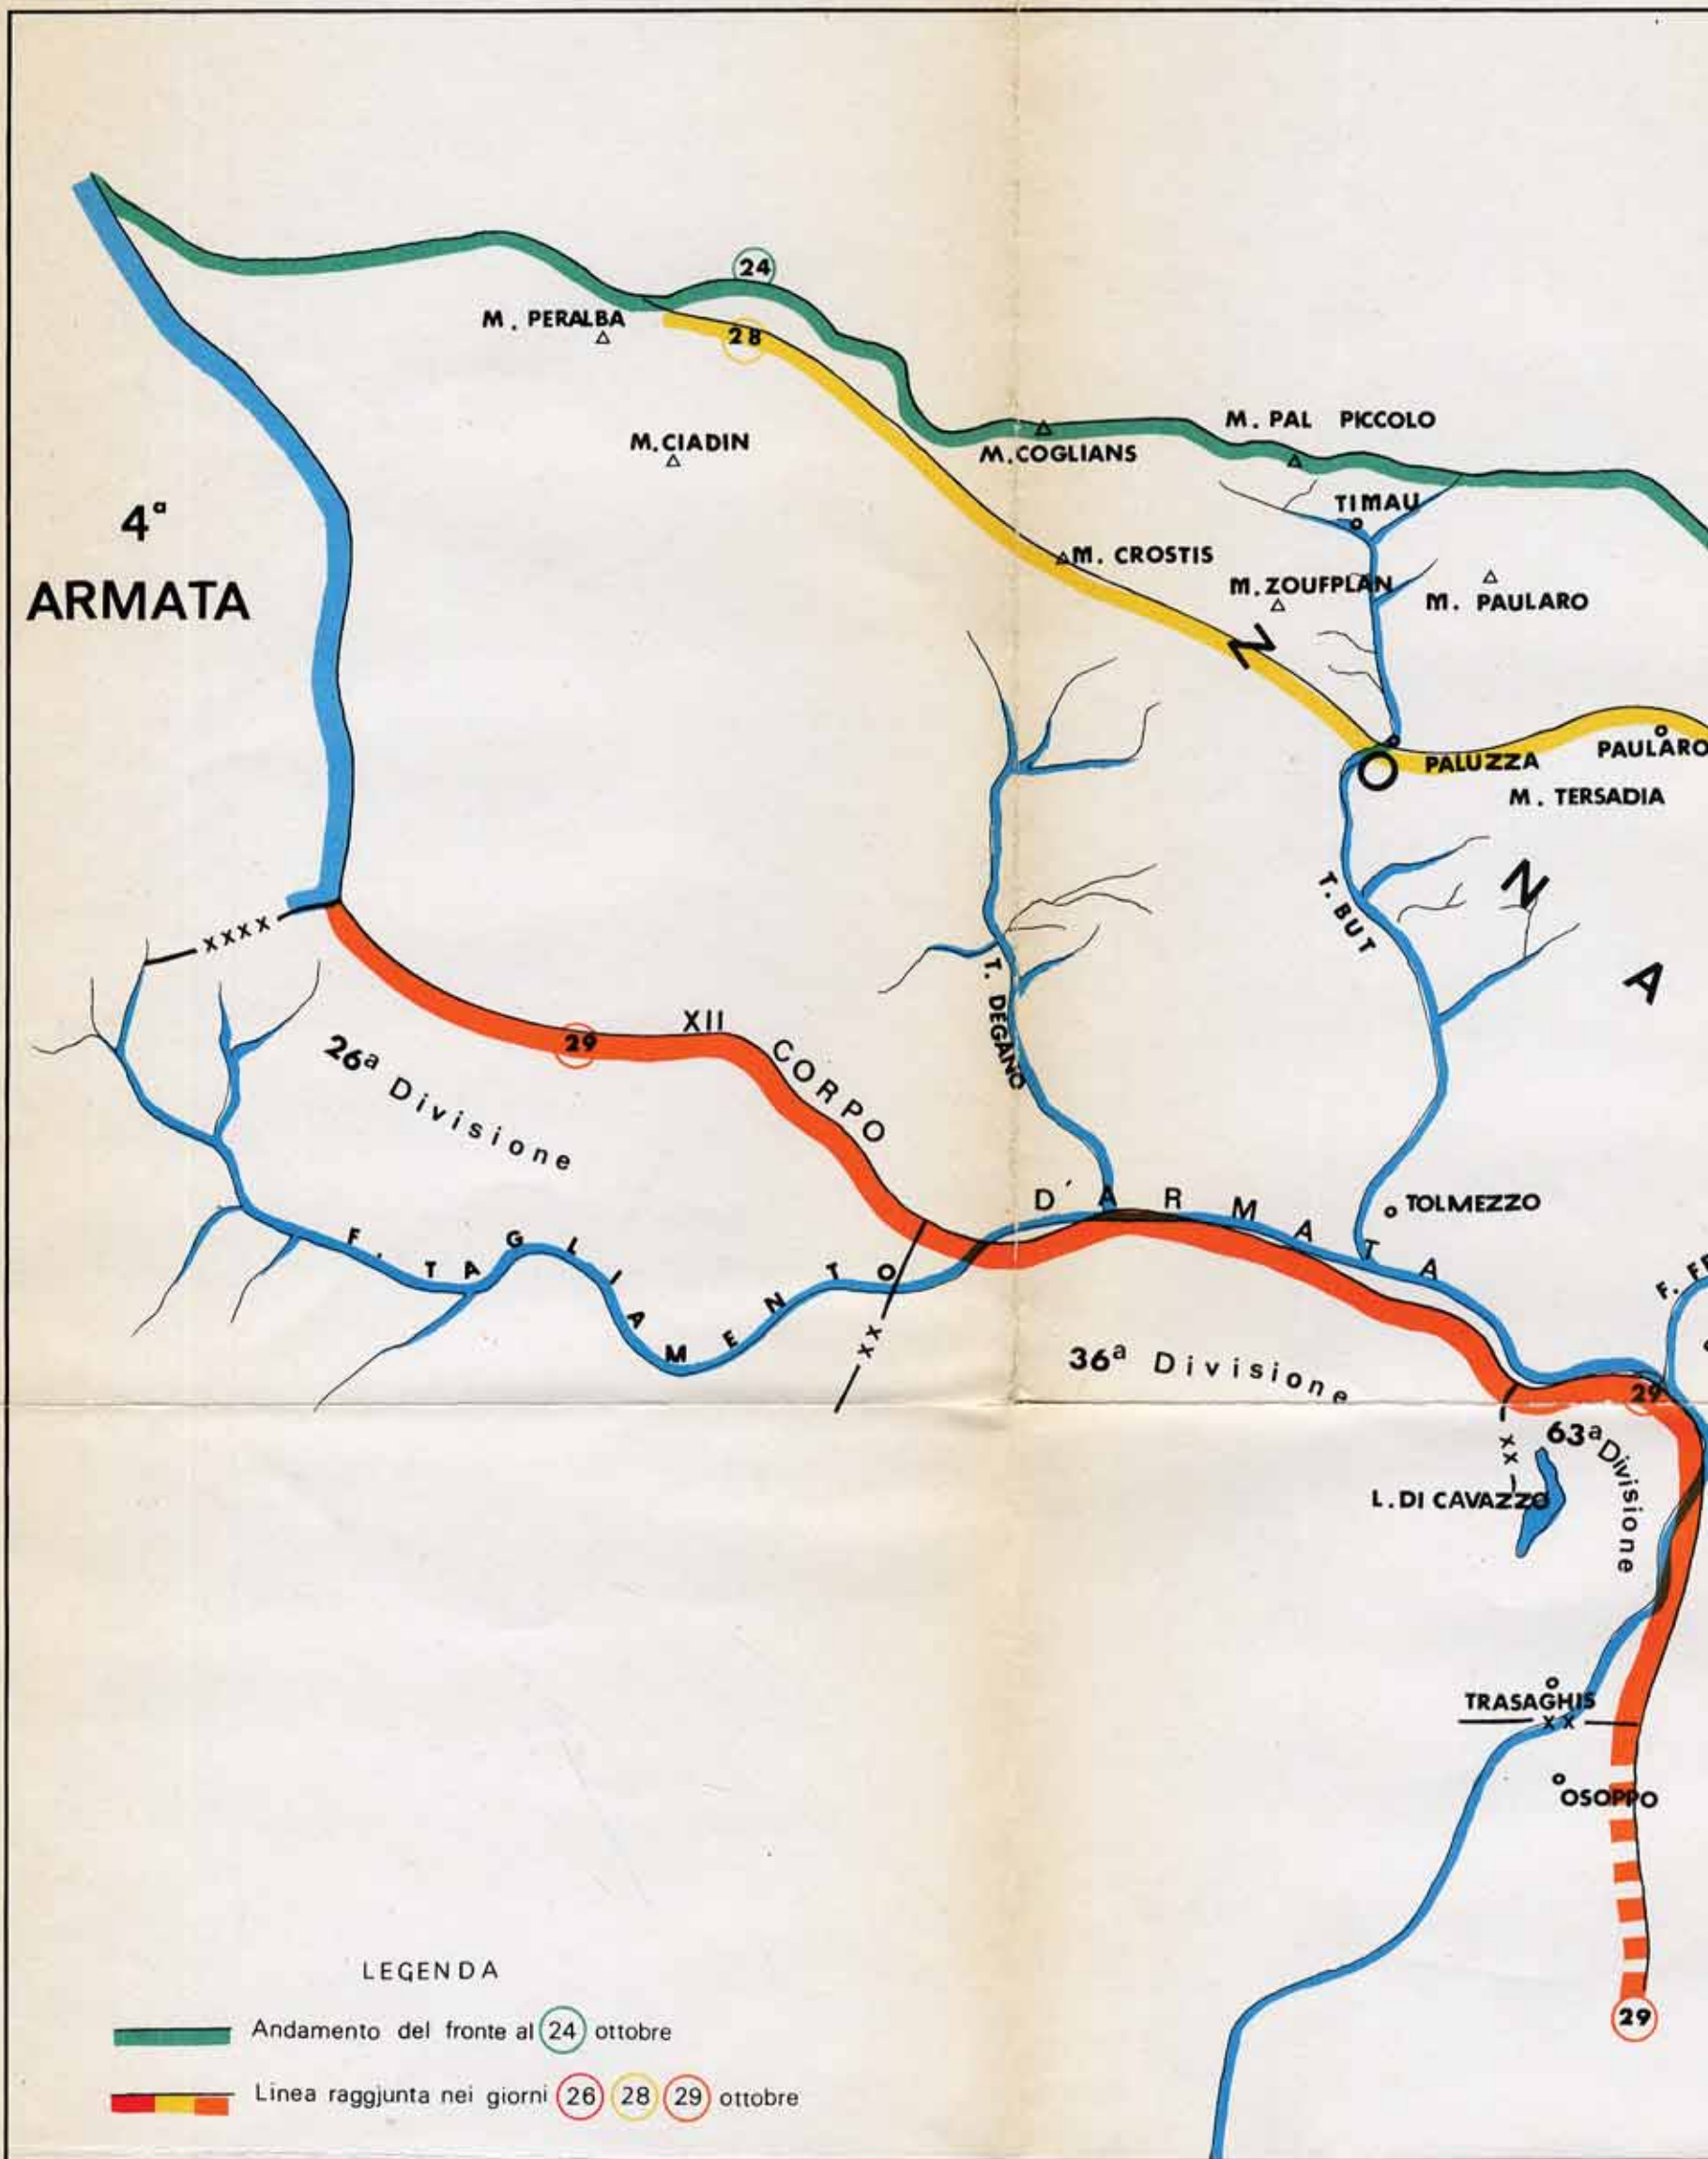 24
M. PERALBA
28
M. PAL PICCOLO
M.CIADIN
M.COGLIANS
4ª
ARMATA
TIMAU
M. CROSTIS
M.ZOUFPLAN
M. PAULARO
Z
PAULARO
PALUZZA
M. TERSADIA
T. BUT
N
XXXX
T. DEGANO
A
XII CORPO D'ARMATA
29
26ª Divisione
TOLMEZZO
F. TAGLIAMENTO
XX
36ª Divisione
29
63ª Divisione
XX
L. DI CAVAZZO
TRASAGHIS
XX
OSOPPO
LEGENDA
29
Andamento del fronte al 24 ottobre
Linea raggjunta nei giorni 26 28 29 ottobre